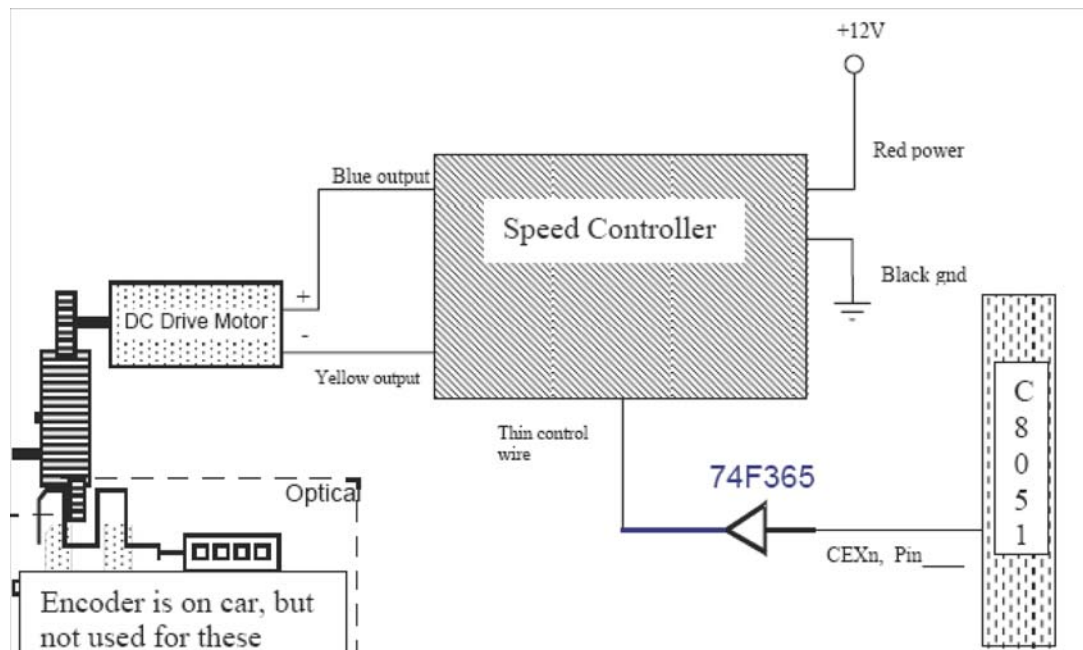 +12V
Red power
Blue output
Speed Controller
Black gnd
+
DC Drive Motor
-
Yellow output
Thin control
wire
C
8
0
5
1
74F365
Optical
CEXn, Pin____
Encoder is on car, but
not used for these